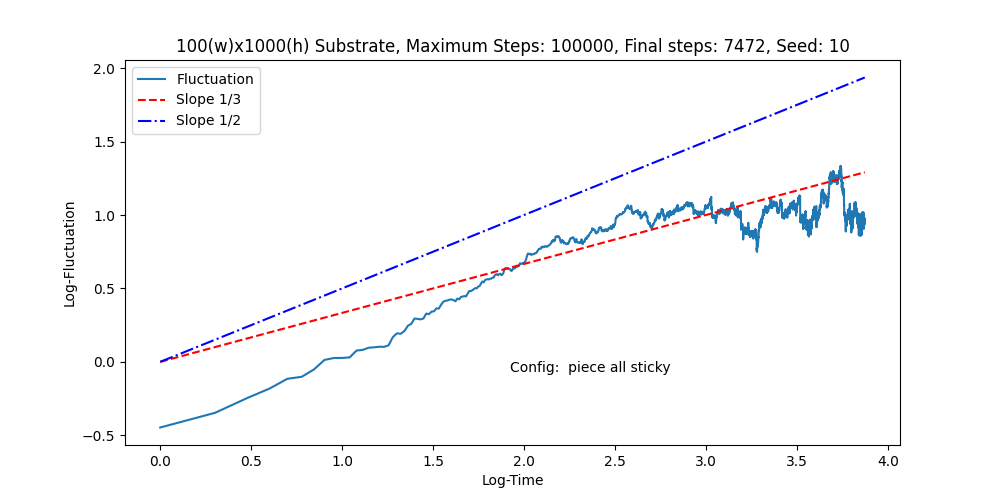 100(w)x1000(h) Substrate, Maximum Steps: 100000, Final steps: 7472, Seed: 10
Fluctuation
Slope 1/3
Slope 1/2
2.0
1.5
1.0
0.5
0.0
−0.5
Log-Fluctuation
Config:  piece all sticky
0.0 0.5 1.0 1.5 2.0 2.5 3.0 3.5 4.0
Log-Time